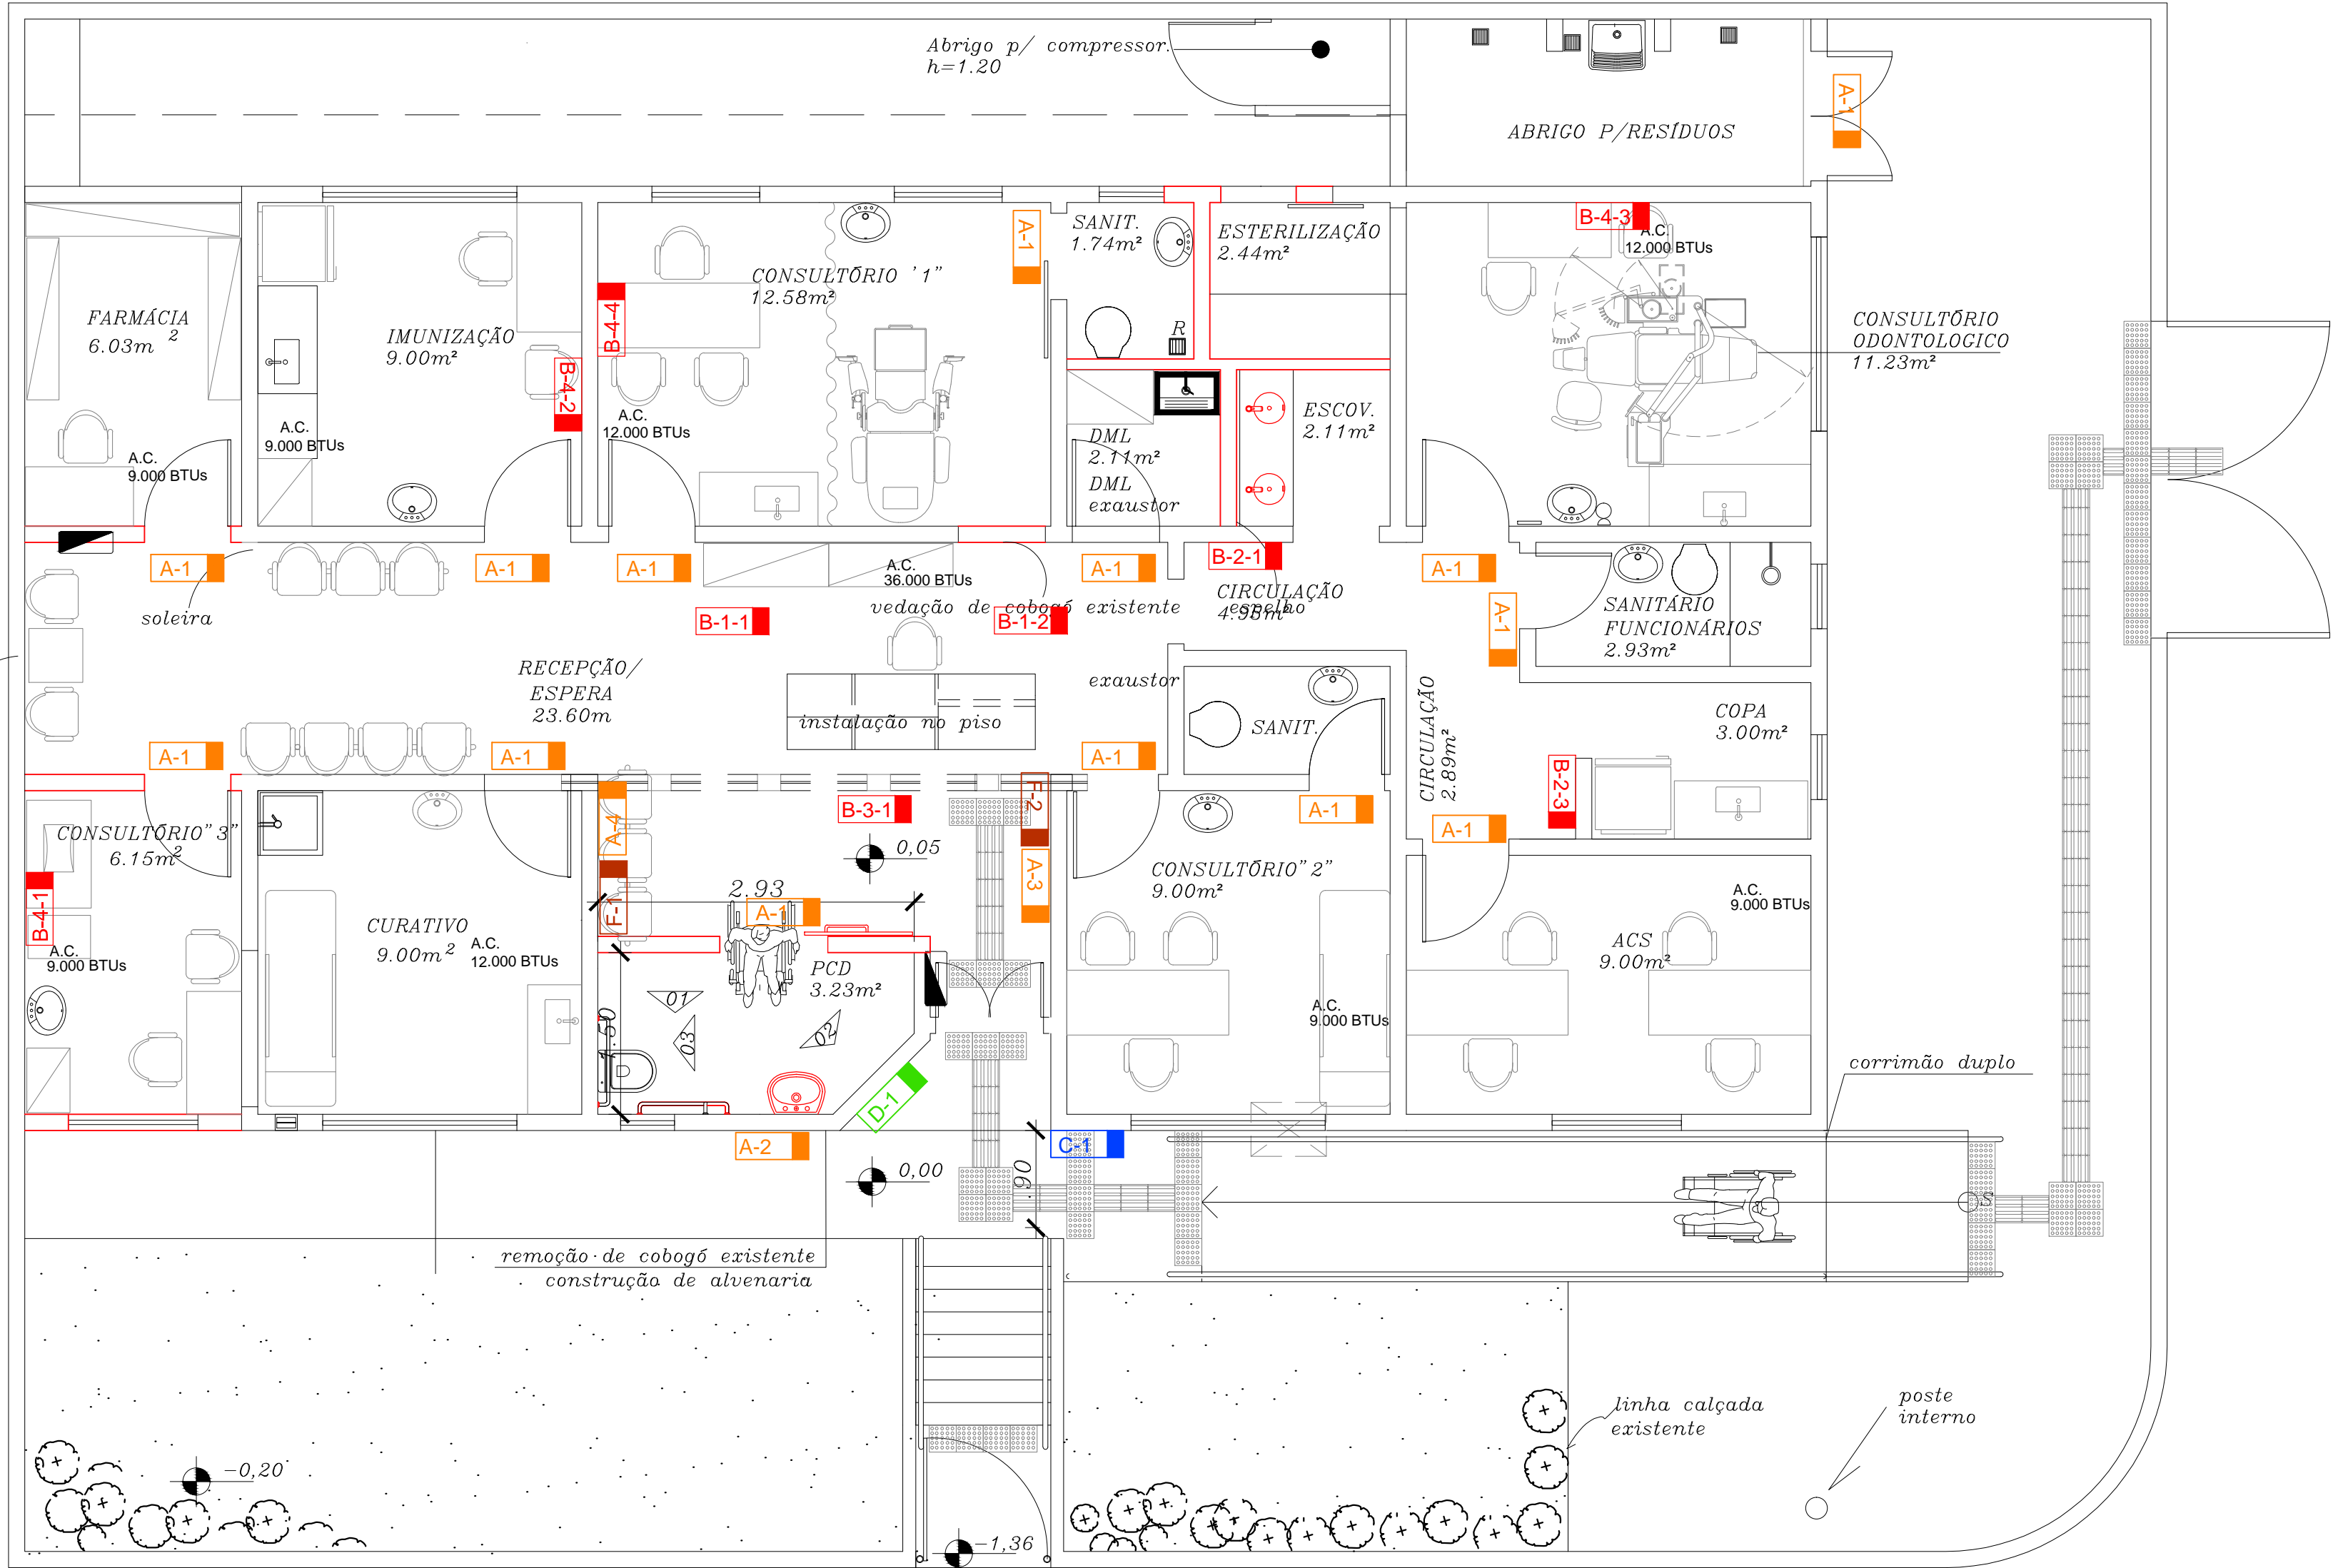 Abrigo p/ compressor.
h=1.20
A-1
ABRIGO P/RESÍDUOS
FARMÁCIA
6.03m 2
A.C.
9.000 BTUs
IMUNIZAÇÃO
9.00m²
A.C.
9.000 BTUs
B-4-2
B-4-4
CONSULTÓRIO '1"
12.58m²
A.C.
12.000 BTUs
A-1
SANIT.
1.74m²
R
ESTERILIZAÇÃO
2.44m²
DML
2.11m²
DML
exaustor
ESCOV.
2.11m²
B-4-3
A.C.
12.000 BTUs
CONSULTÓRIO
ODONTOLOGICO
11.23m²
A-1
A-1
A-1
A-1
B-2-1
A-1
soleira
A.C.
36.000 BTUs
vedação de cobogó existente
espelho
CIRCULAÇÃO
4.55m²
B-1-1
B-1-2
A-1
SANITÁRIO
FUNCIONÁRIOS
2.93m²
RECEPÇÃO/
ESPERA
23.60m
exaustor
instalação no piso
SANIT.
CIRCULAÇÃO
2.89m²
COPA
3.00m²
A-1
A-1
A-1
B-2-3
A-4
B-3-1
F-2
A-1
A-1
CONSULTÓRIO"3"
6.15m2
B-4-1
A.C.
9.000 BTUs
CURATIVO
9.00m2
A.C.
12.000 BTUs
F-1
0,05
2.93
A-1
A-3
CONSULTÓRIO"2"
9.00m²
A.C.
9.000 BTUs
A.C.
9.000 BTUs
ACS
9.00m²
PCD
3.23m²
01
02
03
1.50
D-1
corrimão duplo
A-2
C-1
0,00
.90
S
remoção de cobogó existente
construção de alvenaria
linha calçada
existente
poste
interno
-0,20
-1,36